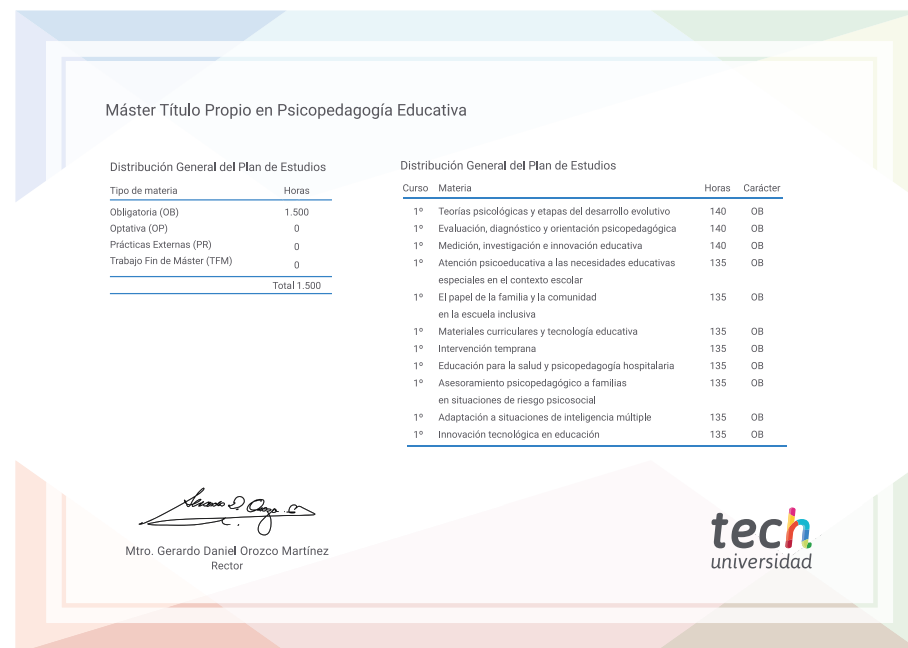 Máster Título Propio en Psicopedagogía Educativa
Distribución General del Plan de Estudios
Tipo de materia Horas
Obligatoria (OB) 1.500
Optativa (OP) 0
Prácticas Externas (PR) 0
Trabajo Fin de Máster (TFM) 0
Total 1.500
Distribución General del Plan de Estudios
Curso Materia Horas Carácter
1º Teorías psicológicas y etapas del desarrollo evolutivo 140 OB
1º Evaluación, diagnóstico y orientación psicopedagógica 140 OB
1º Medición, investigación e innovación educativa 140 OB
1º Atención psicoeducativa a las necesidades educativas 135 OB
especiales en el contexto escolar
1º El papel de la familia y la comunidad 135 OB
en la escuela inclusiva
1º Materiales curriculares y tecnología educativa 135 OB
1º Intervención temprana 135 OB
1º Educación para la salud y psicopedagogía hospitalaria 135 OB
1º Asesoramiento psicopedagógico a familias 135 OB
en situaciones de riesgo psicosocial
1º Adaptación a situaciones de inteligencia múltiple 135 OB
1º Innovación tecnológica en educación 135 OB
Mtro. Gerardo Daniel Orozco Martínez
Rector
tech
universidad